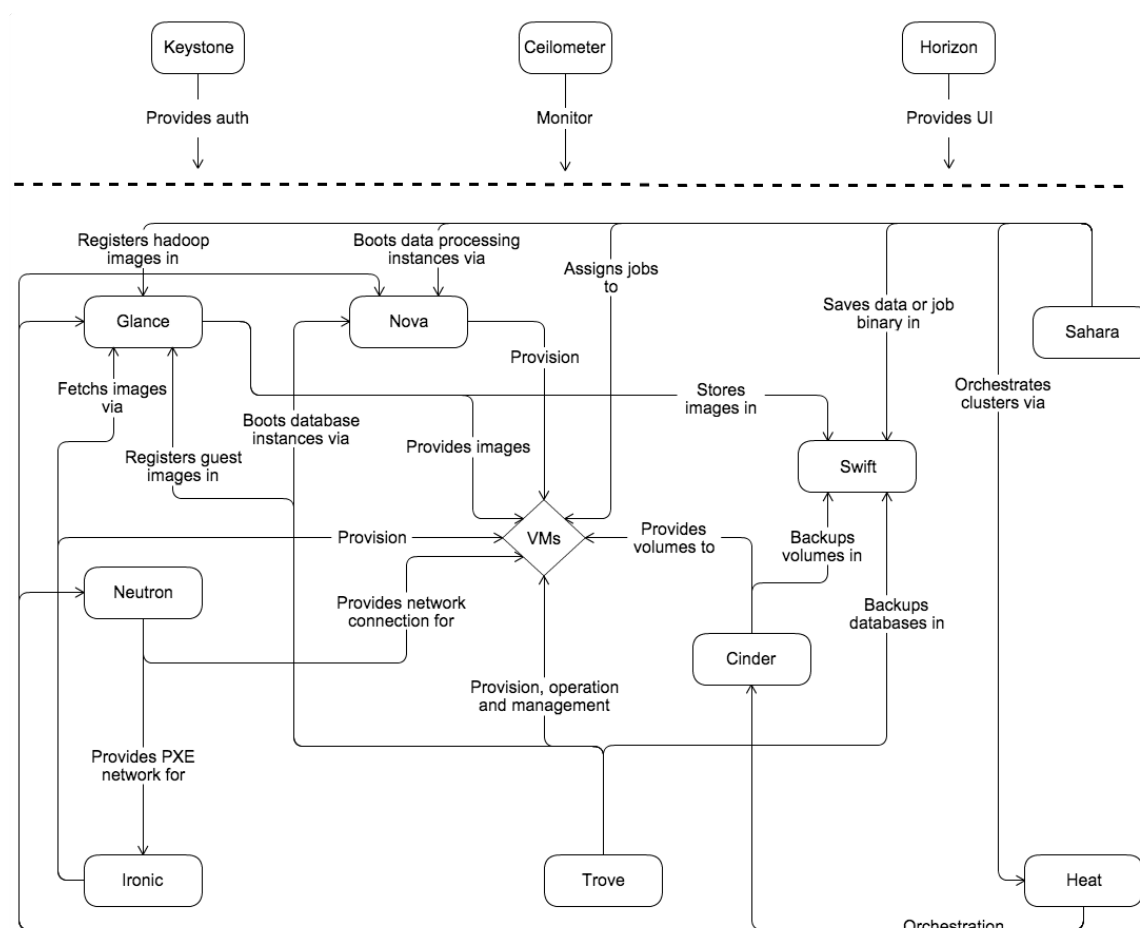 Keystone
Ceilometer
Horizon
Provides auth
Monitor
Provides UI
Registers hadoop
images in
Boots data processing
instances via
Assigns jobs
to
Saves data or job
binary in
Glance
Nova
Sahara
Provision
Fetchs images
via
Stores
images in
Orchestrates
clusters via
Boots database
instances via
Provides images
Registers guest
images in
Swift
Provision
VMs
Provides
volumes to
Backups
volumes in
Neutron
Provides network
connection for
Backups
databases in
Cinder
Provision, operation
and management
Provides PXE
network for
Ironic
Trove
Heat
Orchestration